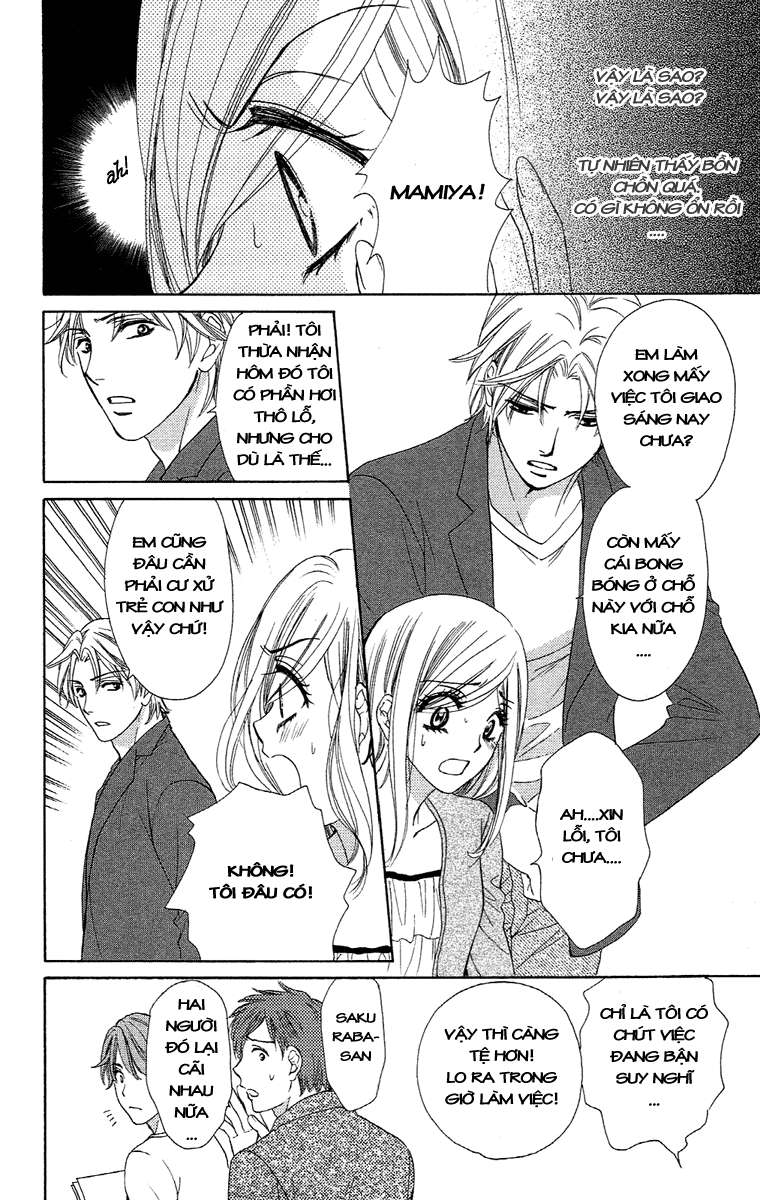 VẬY LÀ SAO?
VẬY LÀ SAO?
TỰ NHIÊN THẤY BỒN
CHỒN QUÁ,
CÓ GÌ KHÔNG ỔN RỒI
....
MAMIYA!
ah!
EM LÀM
XONG MẤY
VIỆC TÔI GIAO
SÁNG NAY
CHƯA?
CÒN MẤY
CÁI BONG
BÓNG Ở CHỖ
NÀY VỚI CHỖ
KIA NỮA
....
AH....XIN
LỖI, TÔI
CHƯA....
PHẢI! TÔI
THỪA NHẬN
HÔM ĐÓ TÔI
CÓ PHẦN HƠI
THÔ LỖ,
NHƯNG CHO
DÙ LÀ THẾ...
EM CŨNG
ĐÂU CẦN
PHẢI CƯ XỬ
TRẺ CON NHƯ
VẬY CHỨ!
KHÔNG!
TÔI ĐÂU CÓ!
CHỈ LÀ TÔI CÓ
CHÚT VIỆC
ĐANG BẬN
SUY NGHĨ
...
VẬY THÌ CÀNG
TỆ HƠN!
LO RA TRONG
GIỜ LÀM VIỆC!
SAKU
RABA-
SAN
HAI
NGƯỜI
ĐÓ LẠI
CÃI
NHAU
NỮA
...